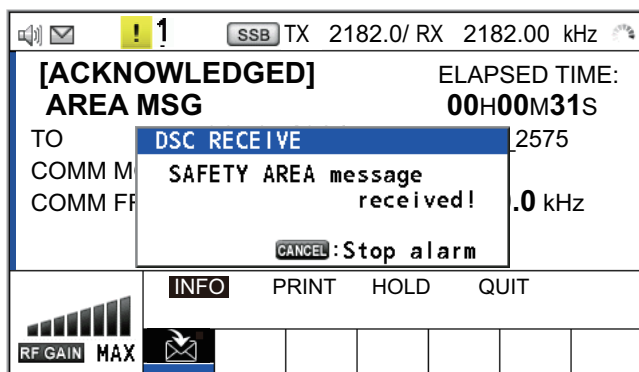 ! 1 SSB TX 2182.0/ RX 2182.00 kHz
[ACKNOWLEDGED] ELAPSED TIME:
AREA MSG 00H00M31S
TO 2575
DSC RECEIVE
SAFETY AREA message
received!
CANCEL:Stop alarm
COMM
COMM
.0 kHz
INFO PRINT HOLD QUIT
RF GAIN MAX